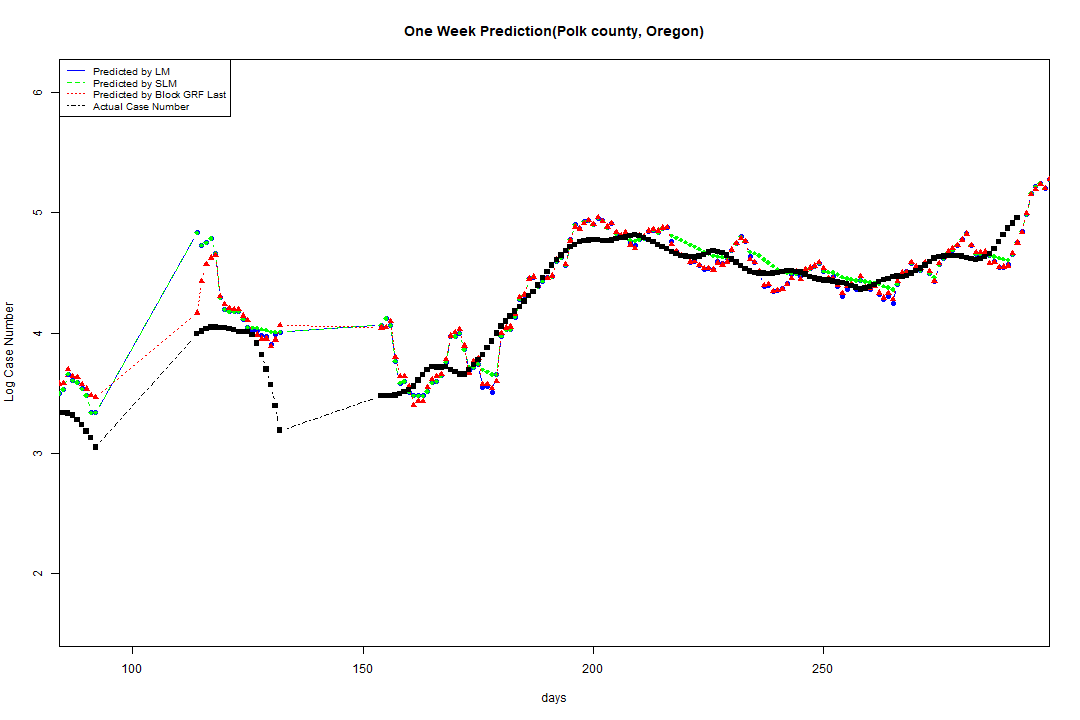 One Week Prediction(Polk county, Oregon)
Predicted by LM
Predicted by SLM
Predicted by Block GRF Last
Actual Case Number
6
5
4
3
2
Log Case Number
100 150 200 250
days